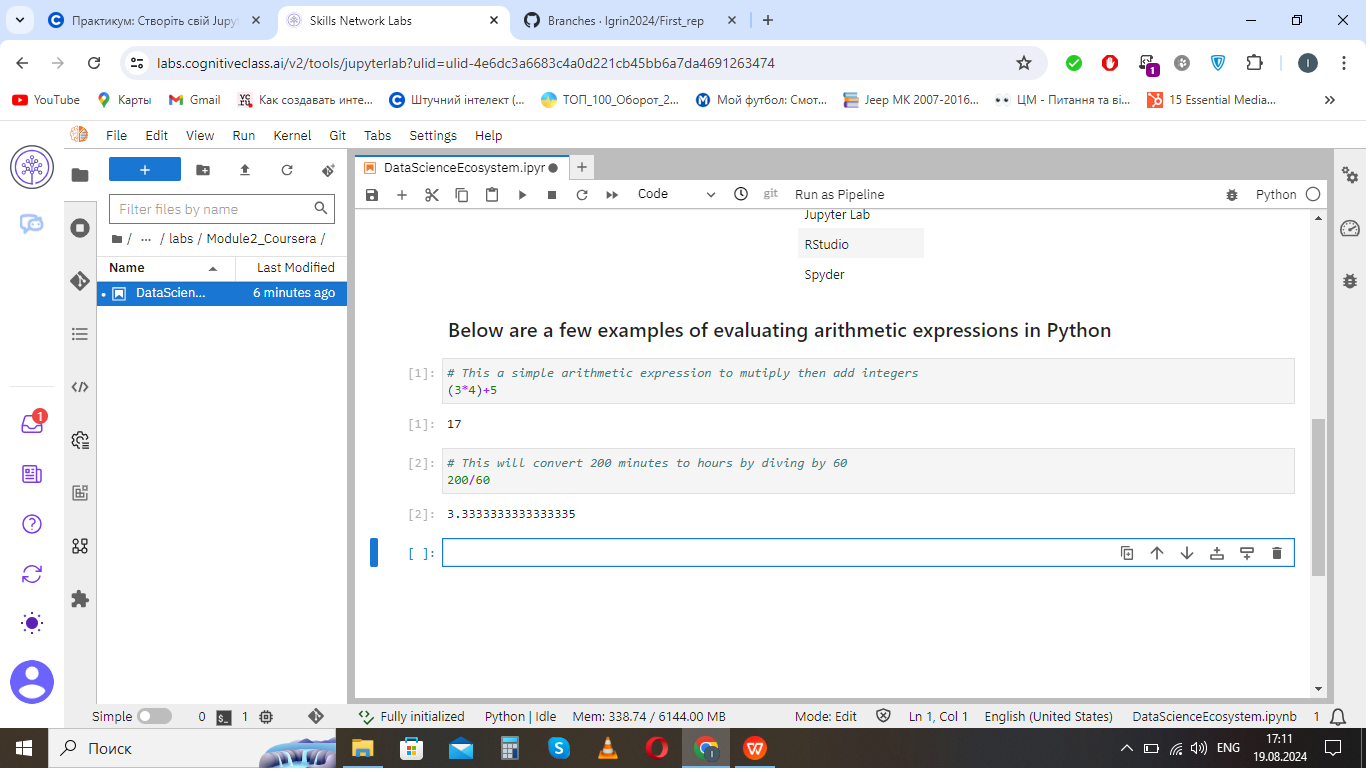 Практикум: Створіть свій Jupyt
Skills Network Labs
Branches · Igrin2024/First_rep
labs.cognitiveclass.ai/v2/tools/jupyterlab?ulid=ulid-4e6dc3a6683c4a0d221cb45bb6a7da4691263474
1
I
YouTube
Карты
Gmail
Как создавать инте...
Штучний інтелект (...
ТОП_100_Оборот_2...
Мой футбол: Смот...
Jeep MK 2007-2016...
ЦМ - Питання та ві...
15 Essential Media...
File Edit View Run Kernel Git Tabs Settings Help
DataScienceEcosystem.ipyr
Filter files by name
Code
git
Run as Pipeline
Python
/ ... / labs / Module2_Coursera /
Name
Last Modified
DataScien...
6 minutes ago
Jupyter Lab
RStudio
Spyder
Below are a few examples of evaluating arithmetic expressions in Python
[1]: # This a simple arithmetic expression to mutiply then add integers
(3*4)+5
[1]: 17
[2]: # This will convert 200 minutes to hours by diving by 60
200/60
[2]: 3.3333333333333335
[ ]:
1
Simple
0
1
Fully initialized
Python | Idle
Mem: 338.74 / 6144.00 MB
Mode: Edit
Ln 1, Col 1
English (United States)
DataScienceEcosystem.ipynb
1
Поиск
ENG
17:11
19.08.2024